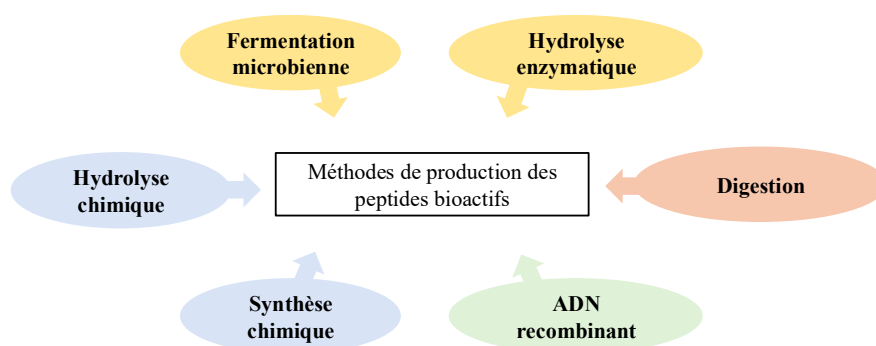 Fermentation
microbienne
Hydrolyse
enzymatique
Hydrolyse
chimique
Méthodes de production des
peptides bioactifs
Digestion
Synthèse
chimique
ADN
recombinant